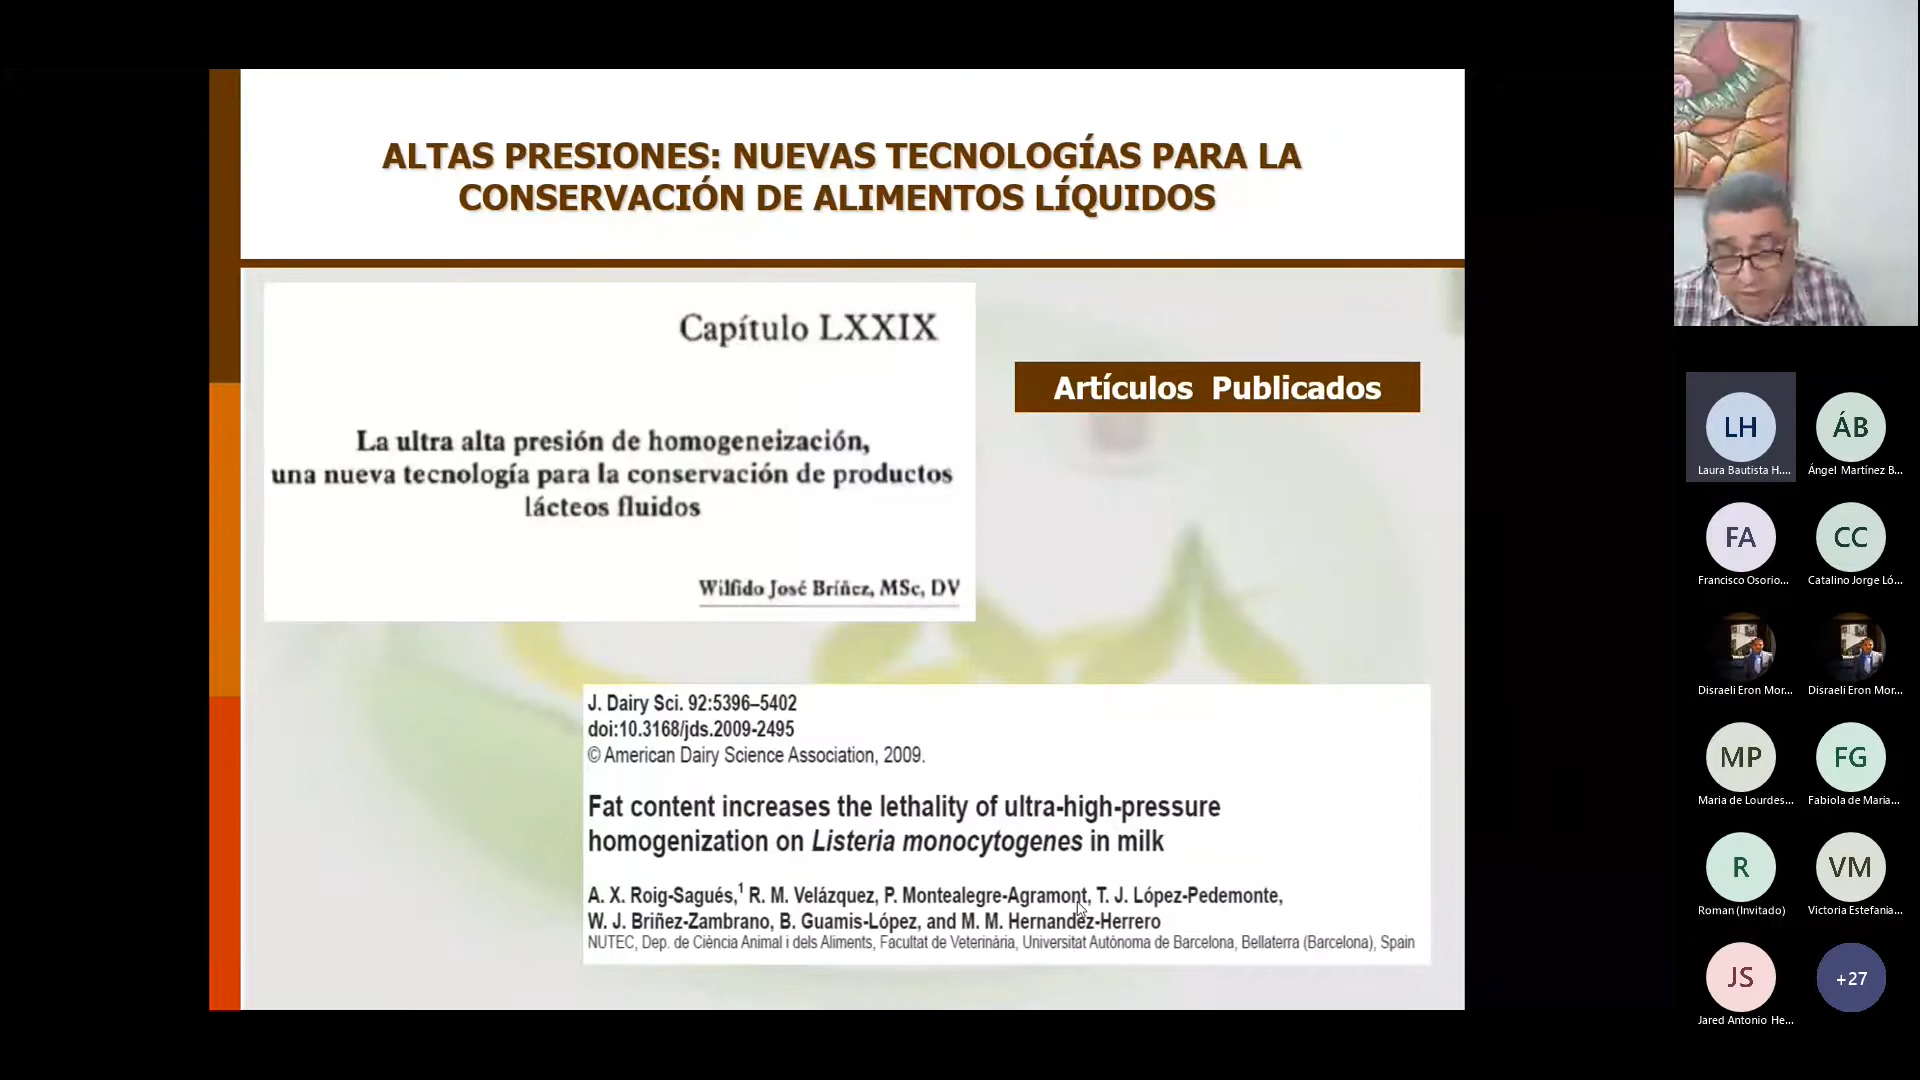 ALTAS PRESIONES: NUEVAS TECNOLOGÍAS PARA LA
CONSERVACIÓN DE ALIMENTOS LÍQUIDOS
Capítulo LXXIX
La ultra alta presión de homogeneización,
una nueva tecnología para la conservación de productos
lácteos fluidos
Wilfido José Bríñez, MSc, DV
Artículos Publicados
J. Dairy Sci. 92:5396–5402
doi:10.3168/jds.2009-2495
© American Dairy Science Association, 2009.
Fat content increases the lethality of ultra-high-pressure
homogenization on Listeria monocytogenes in milk
A. X. Roig-Sagués,¹ R. M. Velázquez, P. Montealegre-Agramont, T. J. López-Pedemonte,
W. J. Briñez-Zambrano, B. Guamis-López, and M. M. Hernandez-Herrero
NUTEC, Dep. de Ciència Animal i dels Aliments, Facultat de Veterinària, Universitat Autònoma de Barcelona, Bellaterra (Barcelona), Spain
LH
Laura Bautista H....
ÁB
Ángel Martínez B...
FA
Francisco Osorio...
CC
Catalino Jorge Ló...
Disraeli Eron Mor...
Disraeli Eron Mor...
MP
Maria de Lourdes...
FG
Fabiola de Maria...
R
Roman (Invitado)
VM
Victoria Estefania...
JS
Jared Antonio He...
+27